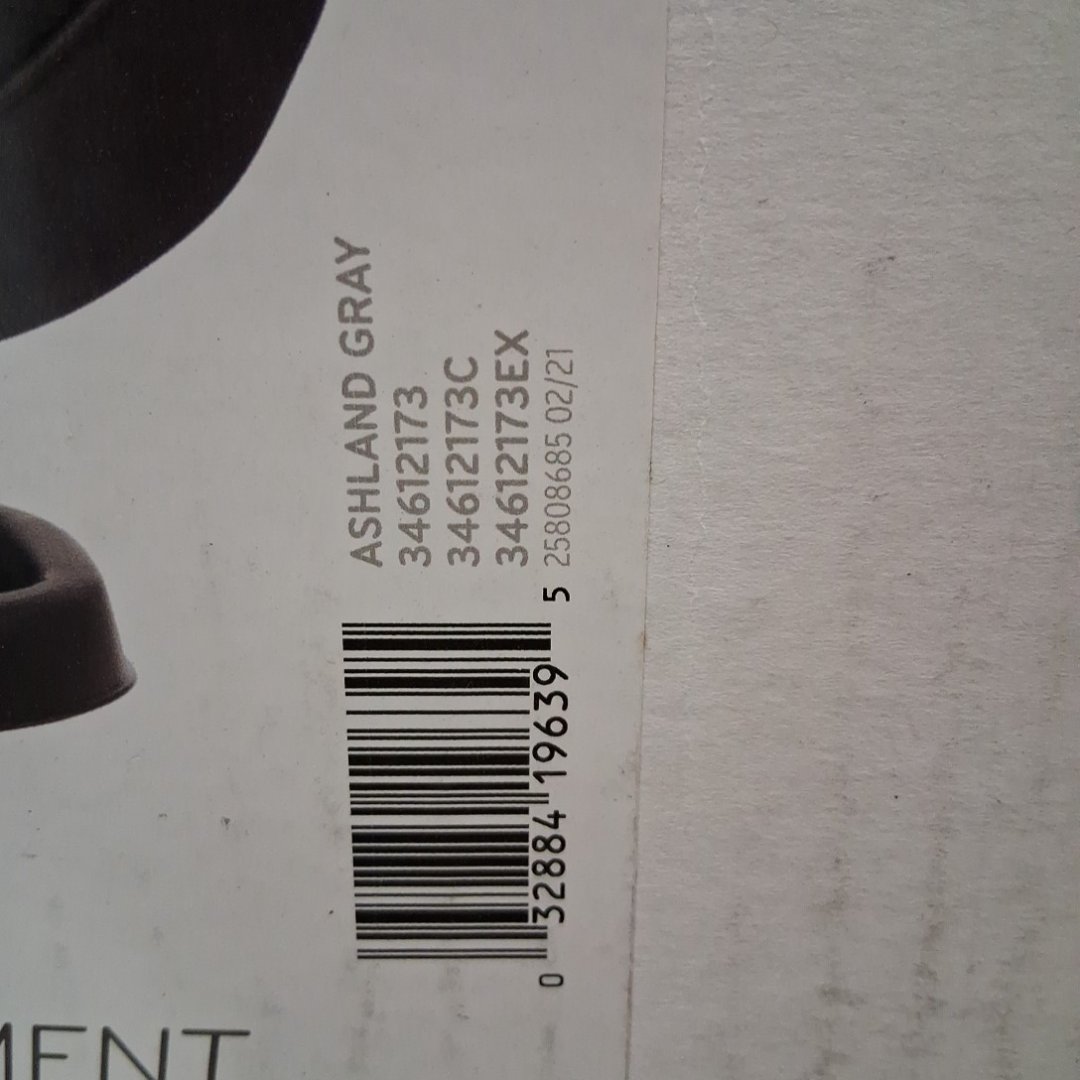 ASHLAND GRAY
34612173
34612173C
34612173EX
25808685 02/21
0 32884 19639 5
MENT